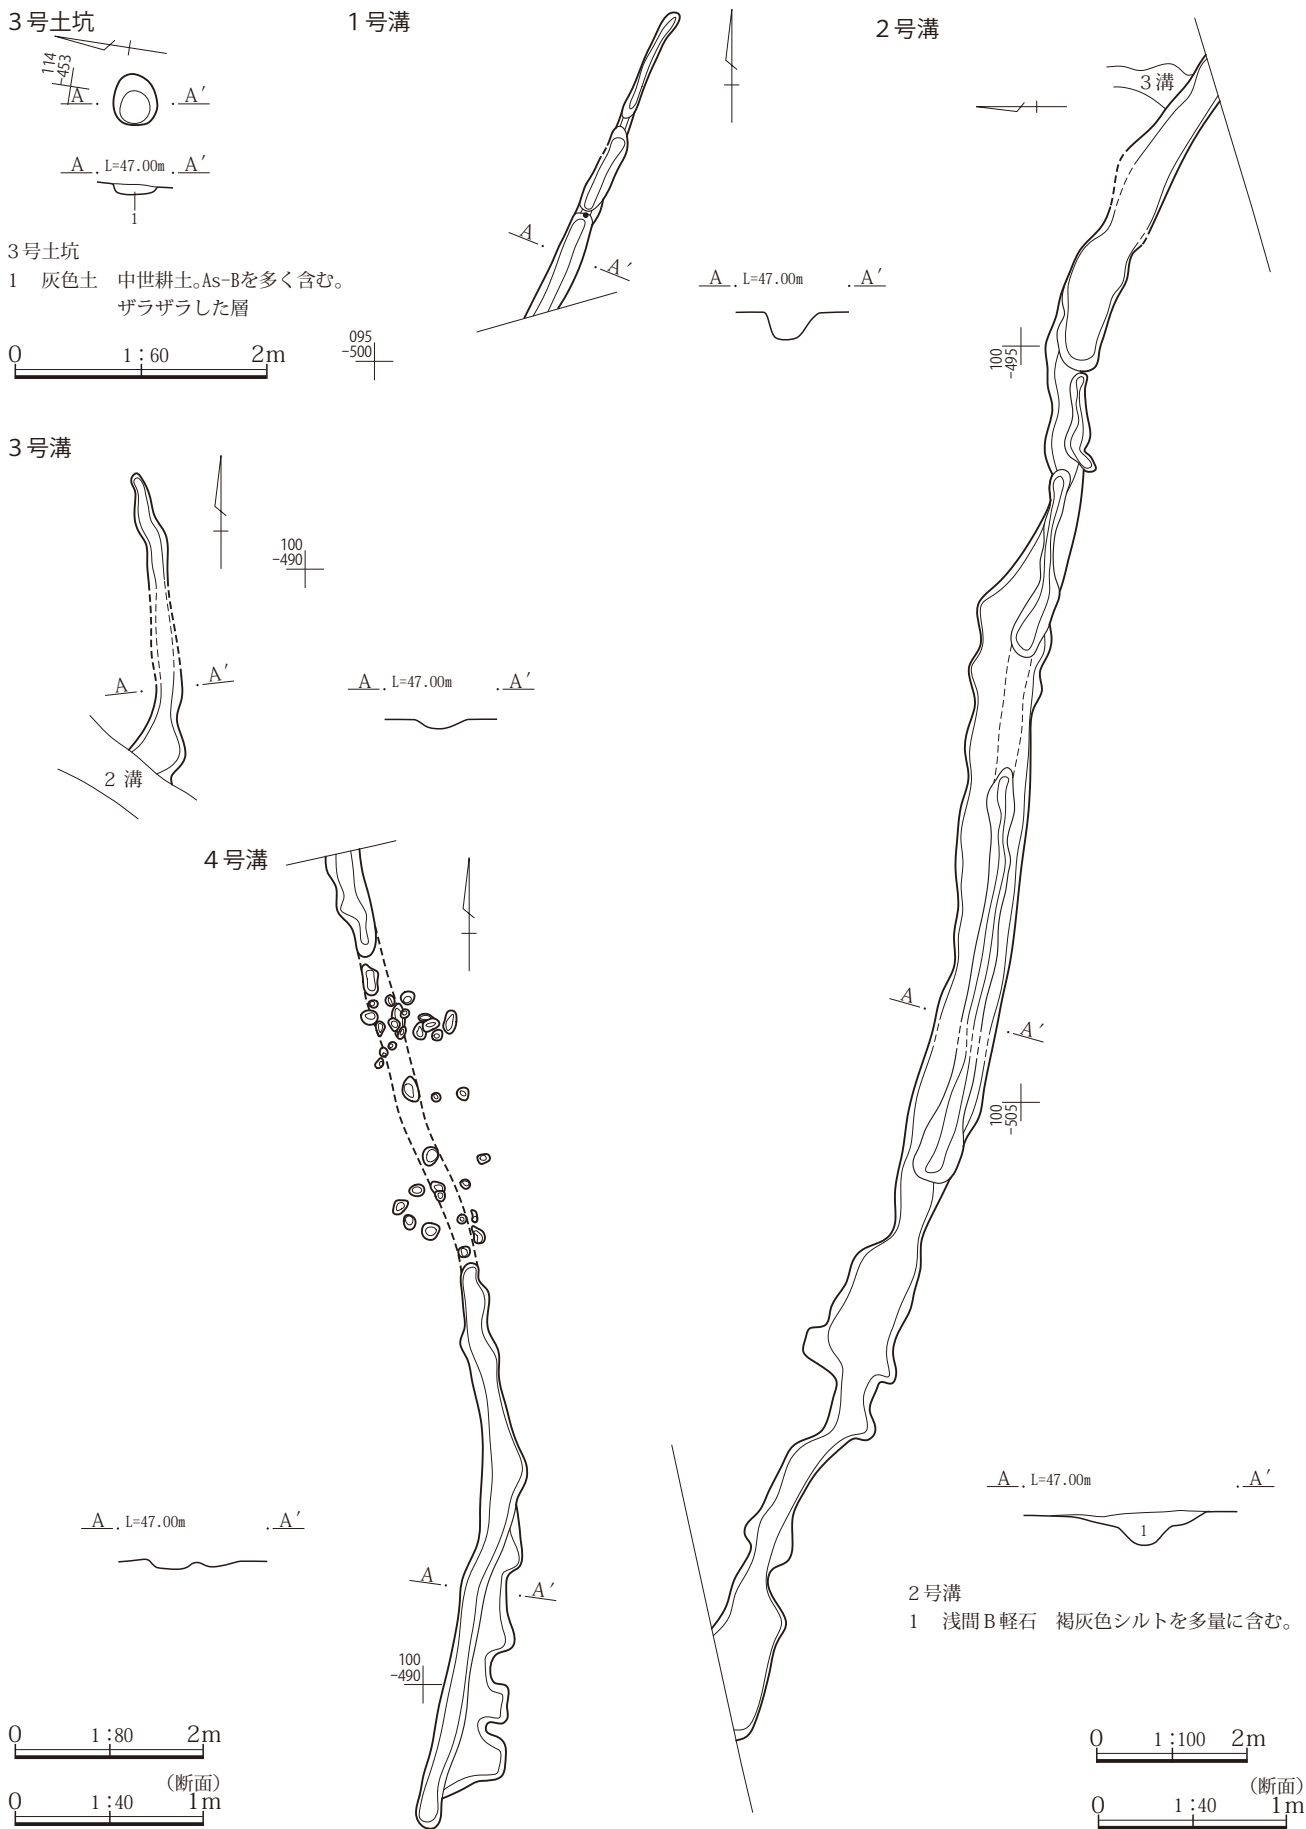 3号土坑
114
-453
A . . A′
A . L=47.00m . A′
1
3号土坑
1 灰色土 中世耕土。As-Bを多く含む。
ザラザラした層
0 1:60 2m
1号溝
A .
. A′
A . L=47.00m . A′
095
-500
2号溝
3溝
100
-495
A .
. A′
100
-505
A . L=47.00m . A′
1
2号溝
1 浅間B軽石 褐灰色シルトを多量に含む。
0 1:100 2m
(断面)
0 1:40 1m
3号溝
100
-490
A . . A′
2溝
A . L=47.00m . A′
4号溝
A . L=47.00m . A′
A . . A′
100
-490
0 1:80 2m
(断面)
0 1:40 1m